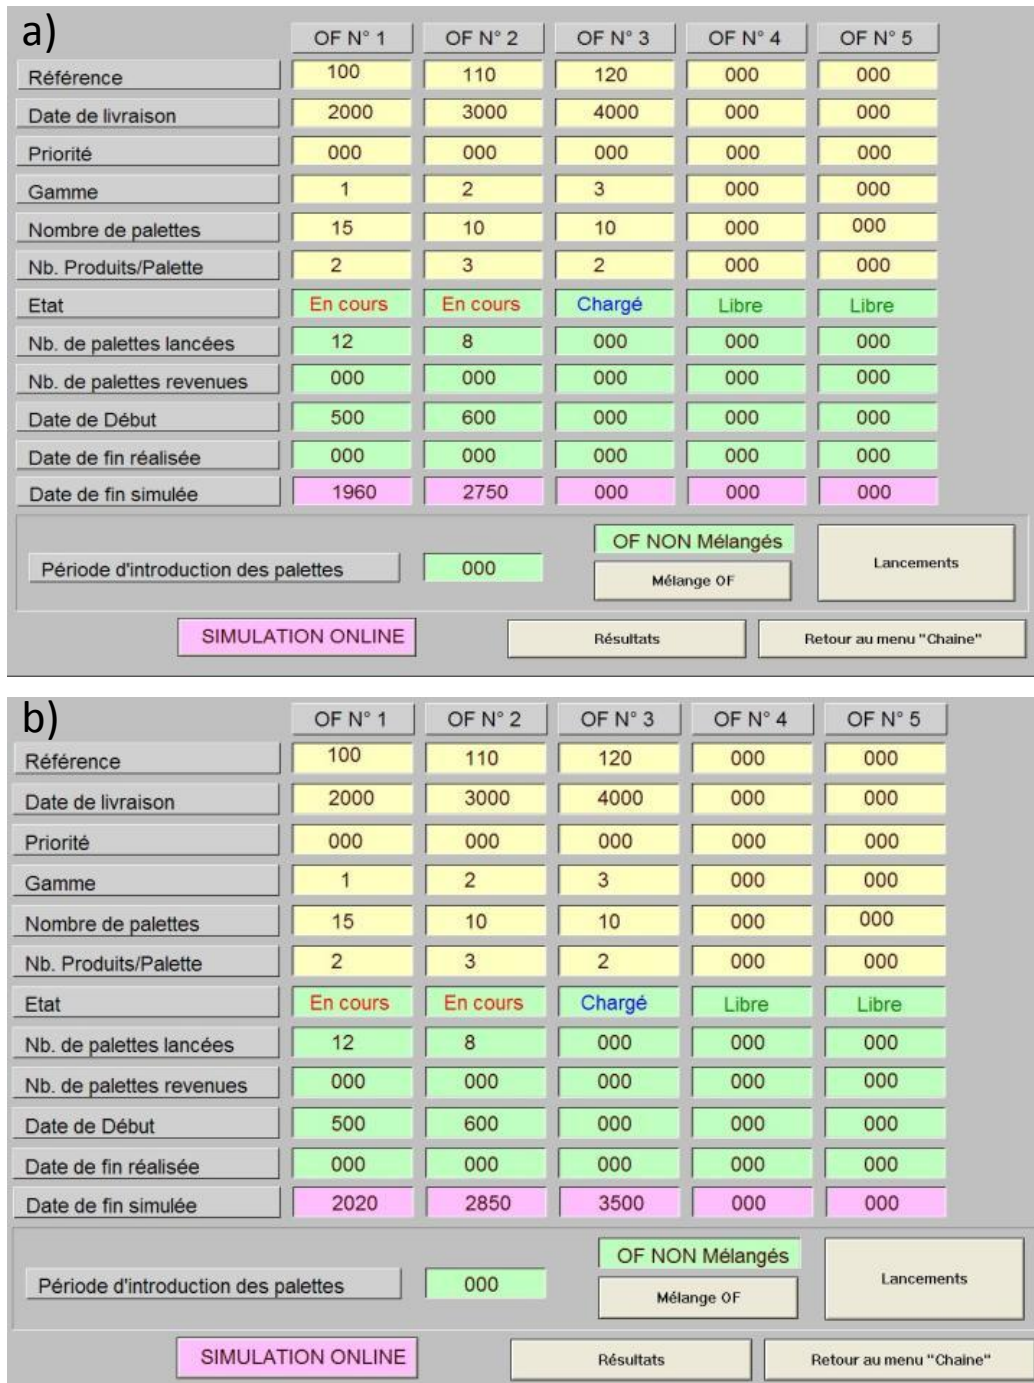 a)
OF N° 1 OF N° 2 OF N° 3 OF N° 4 OF N° 5
Référence 100 110 120 000 000
Date de livraison 2000 3000 4000 000 000
Priorité 000 000 000 000 000
Gamme 1 2 3 000 000
Nombre de palettes 15 10 10 000 000
Nb. Produits/Palette 2 3 2 000 000
Etat En cours En cours Chargé Libre Libre
Nb. de palettes lancées 12 8 000 000 000
Nb. de palettes revenues 000 000 000 000 000
Date de Début 500 600 000 000 000
Date de fin réalisée 000 000 000 000 000
Date de fin simulée 1960 2750 000 000 000
OF NON Mélangés
Période d'introduction des palettes 000 Mélange OF Lancements
SIMULATION ONLINE Résultats Retour au menu "Chaine"
b)
OF N° 1 OF N° 2 OF N° 3 OF N° 4 OF N° 5
Référence 100 110 120 000 000
Date de livraison 2000 3000 4000 000 000
Priorité 000 000 000 000 000
Gamme 1 2 3 000 000
Nombre de palettes 15 10 10 000 000
Nb. Produits/Palette 2 3 2 000 000
Etat En cours En cours Chargé Libre Libre
Nb. de palettes lancées 12 8 000 000 000
Nb. de palettes revenues 000 000 000 000 000
Date de Début 500 600 000 000 000
Date de fin réalisée 000 000 000 000 000
Date de fin simulée 2020 2850 3500 000 000
OF NON Mélangés
Période d'introduction des palettes 000 Mélange OF Lancements
SIMULATION ONLINE Résultats Retour au menu "Chaine"